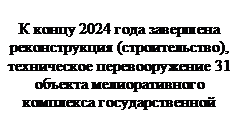 К концу 2024 года завершена
реконструкция (строительство),
техническое перевооружение 31
объекта мелиоративного
комплекса государственной